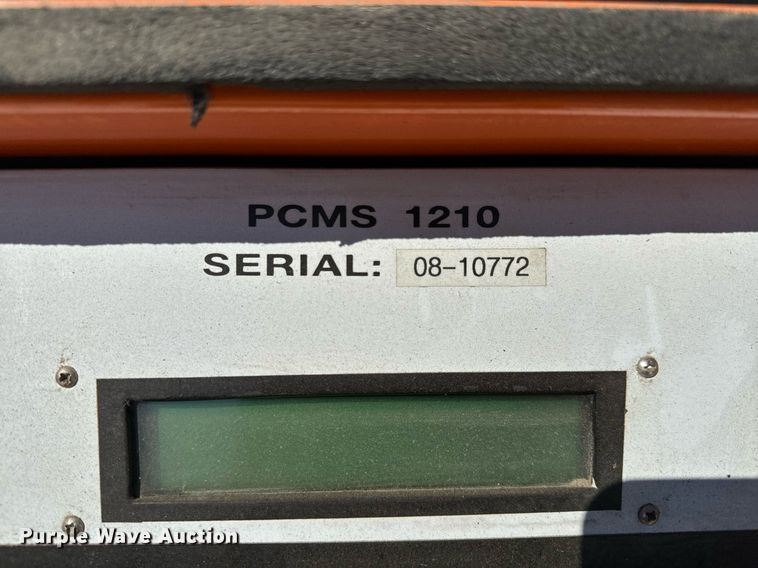 PCMS 1210
SERIAL: 08-10772
Purple Wave Auction